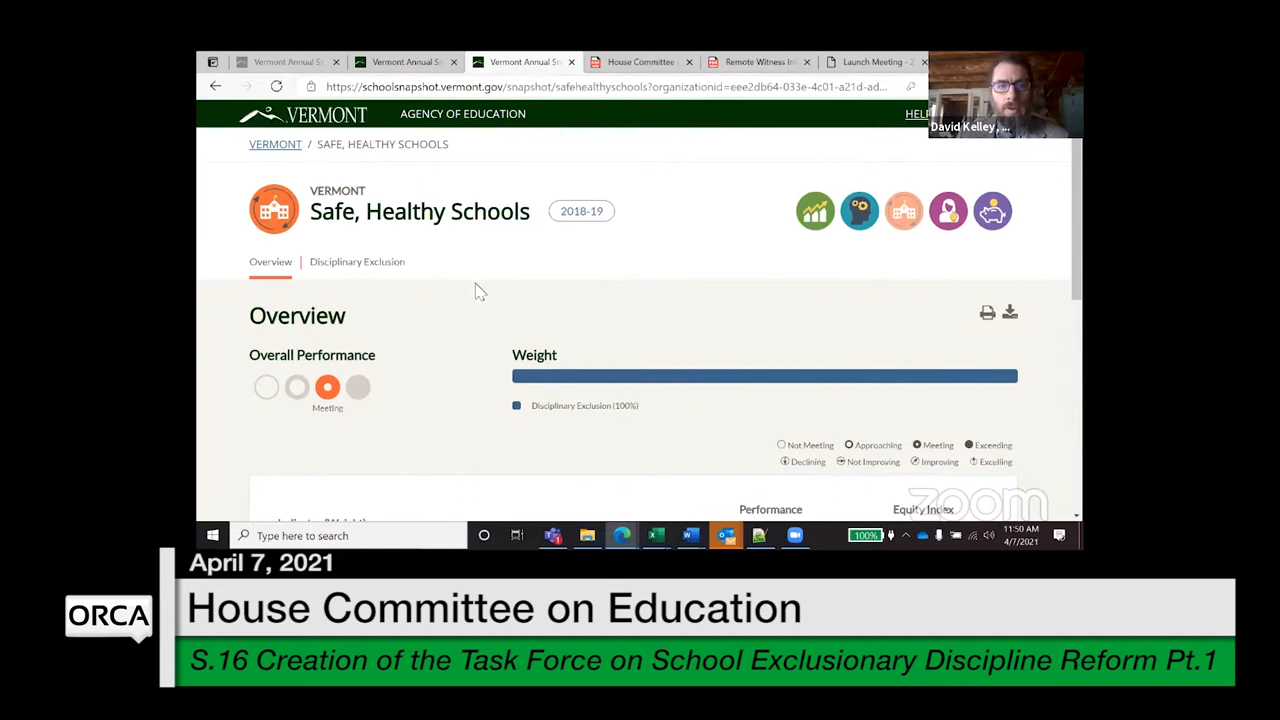 Vermont Annual Sn
Vermont Annual Sn
Vermont Annual Sn
House Committee
Remote Witness In
Launch Meeting - Z
https://schoolsnapshot.vermont.gov/snapshot/safehealthyschools?organizationid=eee2db64-033e-4c01-a21d-ad...
VERMONT
AGENCY OF EDUCATION
HELP
David Kelley, ...
VERMONT / SAFE, HEALTHY SCHOOLS
VERMONT
Safe, Healthy Schools
2018-19
Overview
Disciplinary Exclusion
Overview
Overall Performance
Meeting
Weight
Disciplinary Exclusion (100%)
Not Meeting Approaching Meeting Exceeding
Declining Not Improving Improving Excelling
Performance
Equity Index
zoom
Type here to search
100%
11:50 AM
4/7/2021
April 7, 2021
ORCA
House Committee on Education
S.16 Creation of the Task Force on School Exclusionary Discipline Reform Pt.1